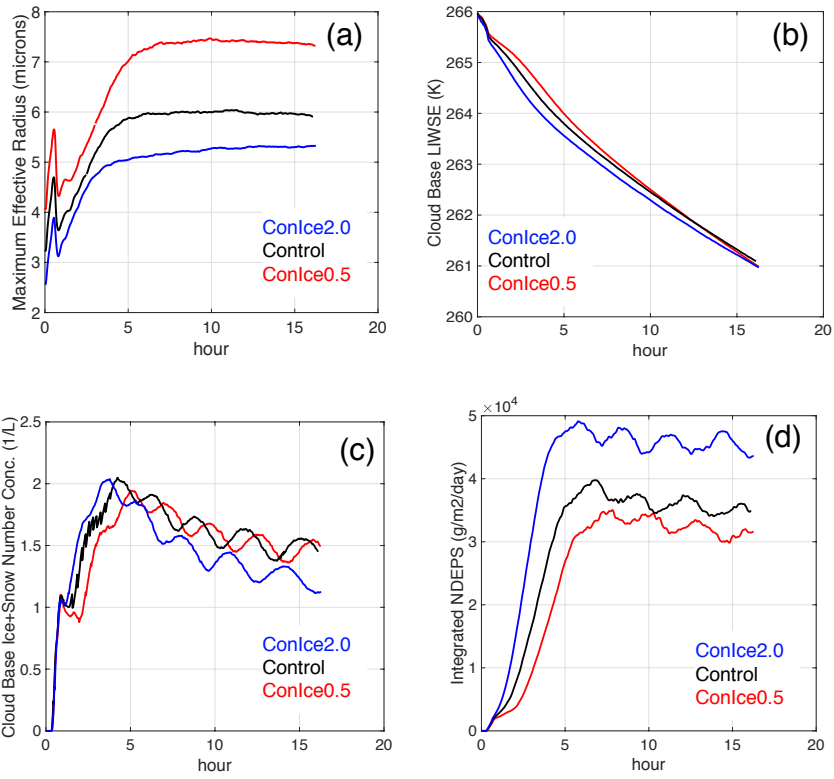 (a)
Maximum Effective Radius (microns)
8
7
6
5
4
3
2
ConIce2.0
Control
ConIce0.5
0
5
10
15
20
hour
(b)
Cloud Base LIWSE (K)
266
265
264
263
262
261
260
ConIce2.0
Control
ConIce0.5
0
5
10
15
20
hour
(c)
Cloud Base Ice+Snow Number Conc. (1/L)
2.5
2
1.5
1
0.5
0
ConIce2.0
Control
ConIce0.5
0
5
10
15
20
hour
(d)
×10⁴
Integrated NDEPS (g/m2/day)
5
4
3
2
1
0
ConIce2.0
Control
ConIce0.5
0
5
10
15
20
hour